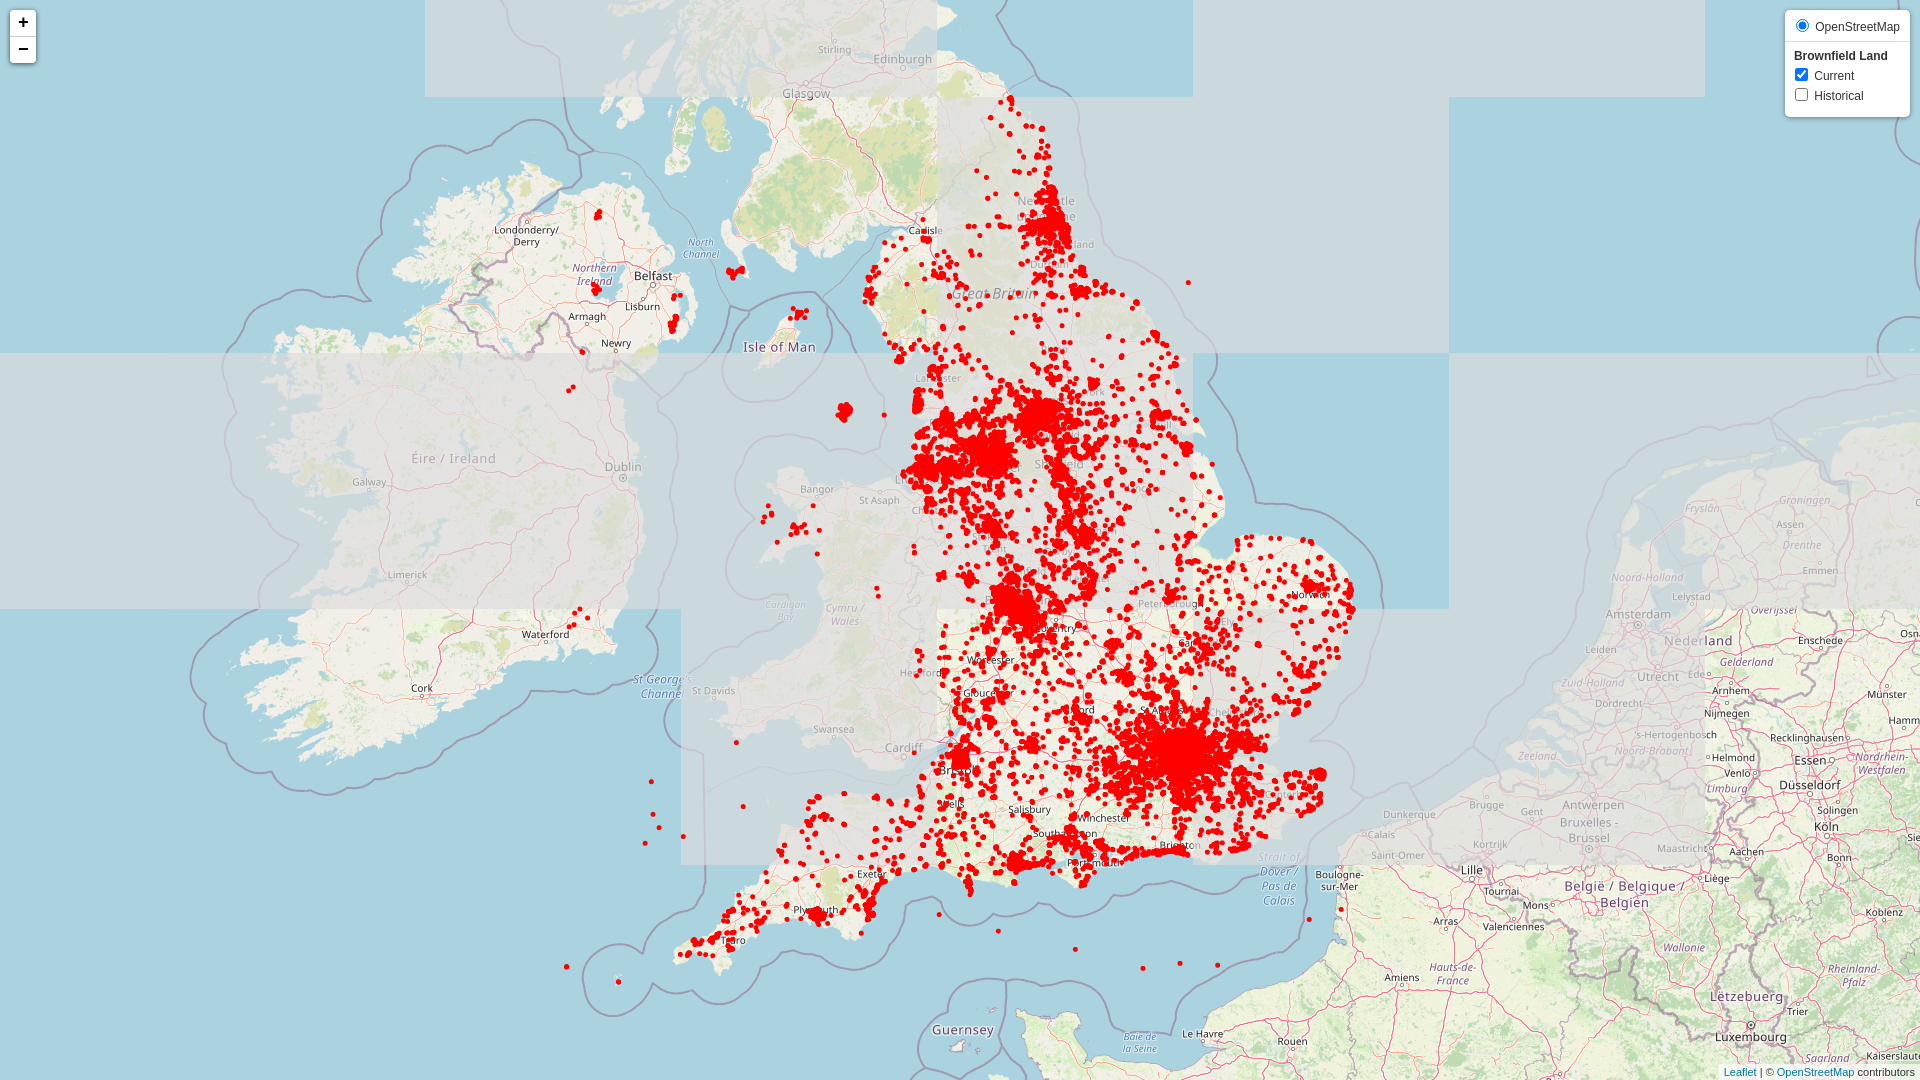 +
−
OpenStreetMap
Brownfield Land
Current
Historical
Stirling
Edinburgh
Glasgow
Londonderry/
Derry
North
Channel
Carlisle
Northern
Ireland
Belfast
Lisburn
Armagh
Newry
Great Britain
Isle of Man
Éire / Ireland
Dublin
Galway
Bangor
St Asaph
Limerick
Cardigan
Bay
Cymru /
Wales
Peterborough
Norwich
Waterford
Cork
St George's
Channel
St Davids
Worcester
Swansea
Cardiff
Bristol
Wells
Salisbury
Winchester
Southampton
Portsmouth
Brighton
Exeter
Plymouth
Truro
Strait of
Dover /
Pas de
Calais
Guernsey
Baie de
la Seine
Le Havre
Rouen
Amiens
Hauts-de-
France
Arras
Valenciennes
Mons
Tournai
Lille
Boulogne-
sur-Mer
Saint-Omer
Calais
Dunkerque
Brugge
Gent
Kortrijk
Antwerpen
Bruxelles -
Brussel
België / Belgique /
Belgien
Wallonie
Liège
Maastricht
Aachen
Bonn
Köln
Solingen
Düsseldorf
Essen
Recklinghausen
Nordrhein-
Westfalen
Münster
Venlo
Helmond
Limburg
's-Hertogenbosch
Noord-Brabant
Zeeland
Dordrecht
Zuid-Holland
Leiden
Utrecht
Ede
Arnhem
Nijmegen
Gelderland
Nederland
Amsterdam
Lelystad
Noord-Holland
Overijssel
Enschede
Emmen
Drenthe
Assen
Groningen
Fryslân
Koblenz
Rheinland-
Pfalz
Lëtzebuerg
Trier
Luxembourg
Saarland
Kaiserslaute
Leaflet | © OpenStreetMap contributors